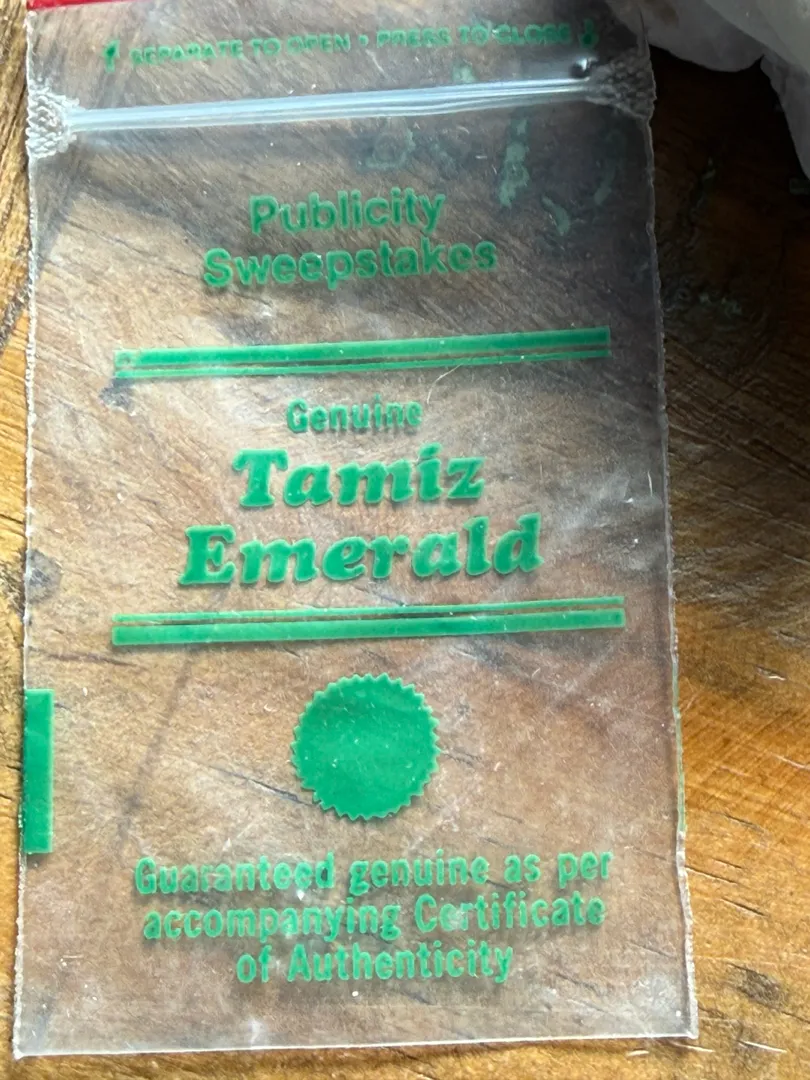 SEPARATE TO OPEN • PRESS TO CLOSE
Publicity
Sweepstakes
Genuine
Tamiz
Emerald
Guaranteed genuine as per
accompanying Certificate
of Authenticity